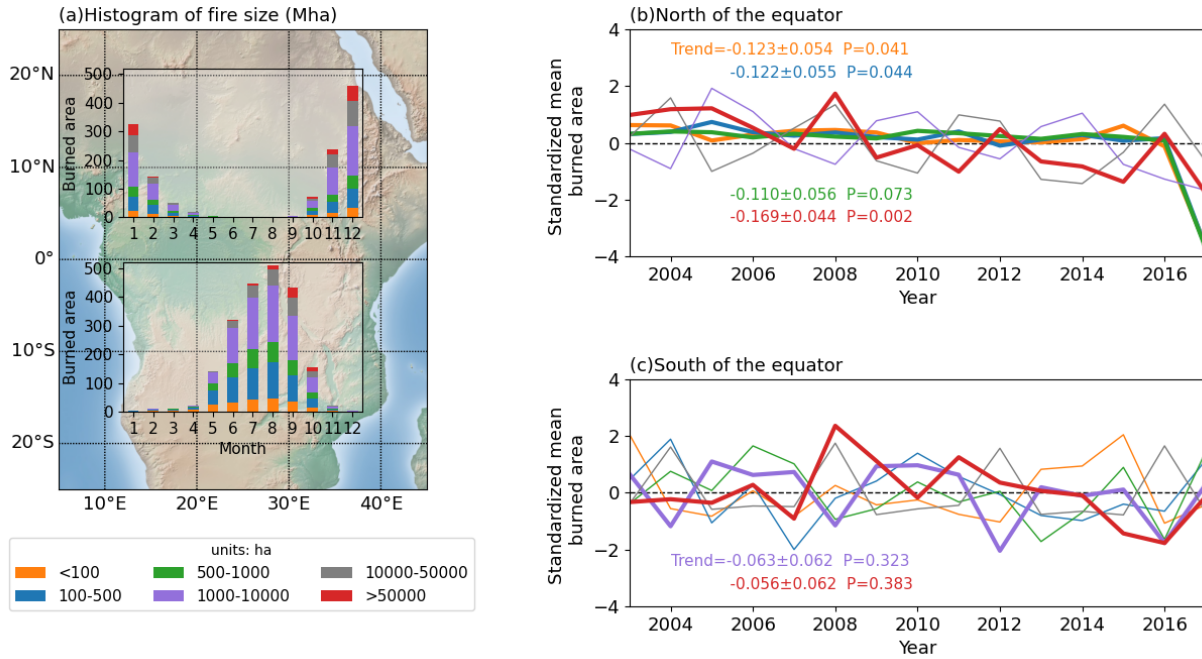 (a)Histogram of fire size (Mha)
20°N
10°N
0°
10°S
20°S
10°E 20°E 30°E 40°E
Burned area
500
400
300
200
100
0
1 2 3 4 5 6 7 8 9 10 11 12
Burned area
500
400
300
200
100
0
1 2 3 4 5 6 7 8 9 10 11 12
Month
units: ha
<100 500-1000 10000-50000
100-500 1000-10000 >50000
(b)North of the equator
Standardized mean
burned area
4
2
0
−2
−4
Trend=-0.123±0.054 P=0.041
-0.122±0.055 P=0.044
-0.110±0.056 P=0.073
-0.169±0.044 P=0.002
2004 2006 2008 2010 2012 2014 2016
Year
(c)South of the equator
Standardized mean
burned area
4
2
0
−2
−4
Trend=-0.063±0.062 P=0.323
-0.056±0.062 P=0.383
2004 2006 2008 2010 2012 2014 2016
Year